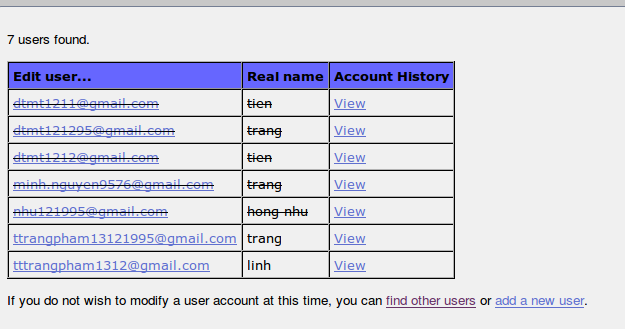 7 users found.
Edit user... Real name Account History
dtmt1211@gmail.com tien View
dtmt121295@gmail.com trang View
dtmt1212@gmail.com tien View
minh.nguyen9576@gmail.com trang View
nhu121995@gmail.com hong nhu View
ttrangpham13121995@gmail.com trang View
tttrangpham1312@gmail.com linh View
If you do not wish to modify a user account at this time, you can find other users or add a new user.